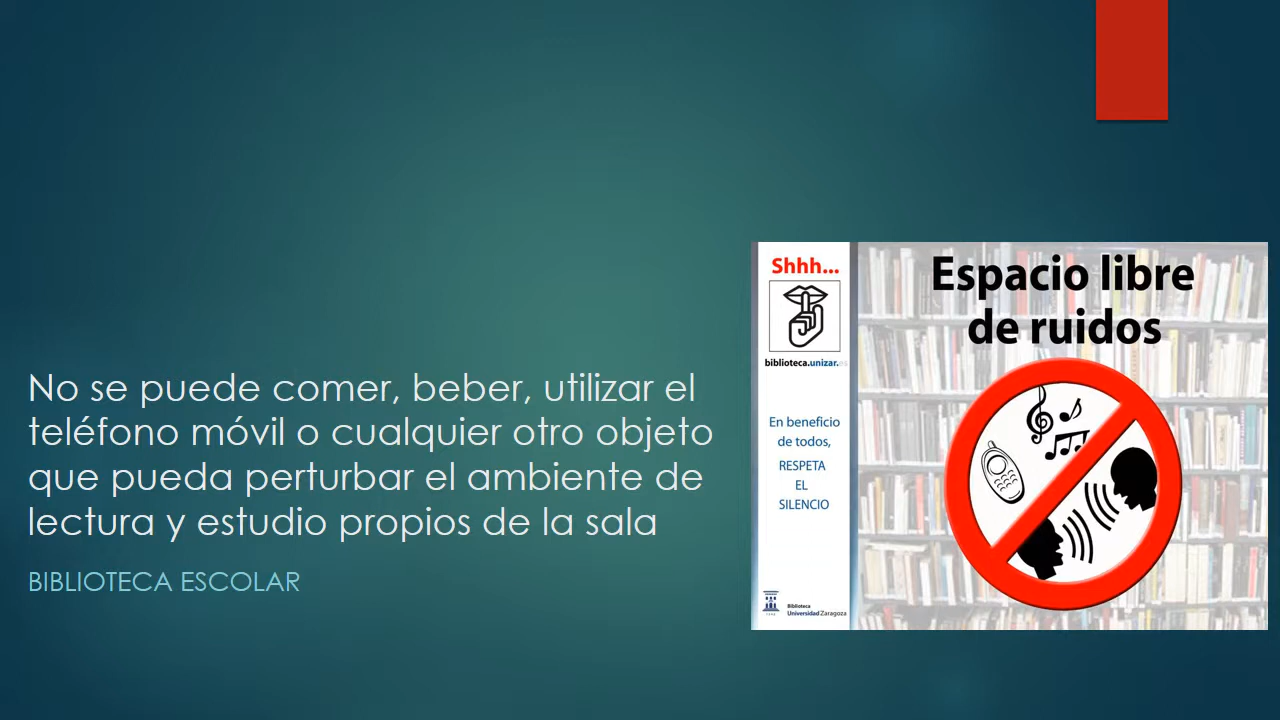 No se puede comer, beber, utilizar el
teléfono móvil o cualquier otro objeto
que pueda perturbar el ambiente de
lectura y estudio propios de la sala
BIBLIOTECA ESCOLAR
Shhh...
biblioteca.unizar.es
En beneficio
de todos,
RESPETA
EL
SILENCIO
Biblioteca
Universidad Zaragoza
Espacio libre
de ruidos